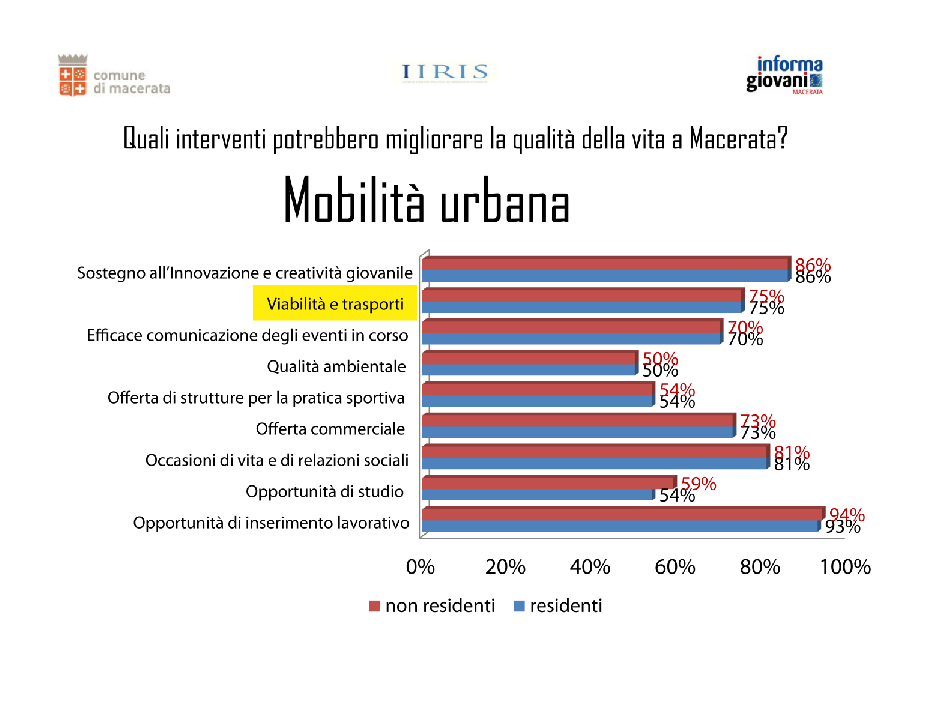 comune
di macerata
IIRIS
informa
giovani
MACERATA
Quali interventi potrebbero migliorare la qualità della vita a Macerata?
Mobilità urbana
Sostegno all'Innovazione e creatività giovanile
86%
86%
Viabilità e trasporti
75%
75%
Efficace comunicazione degli eventi in corso
70%
70%
Qualità ambientale
50%
50%
Offerta di strutture per la pratica sportiva
54%
54%
Offerta commerciale
73%
73%
Occasioni di vita e di relazioni sociali
81%
81%
Opportunità di studio
59%
54%
Opportunità di inserimento lavorativo
94%
93%
0% 20% 40% 60% 80% 100%
non residenti residenti